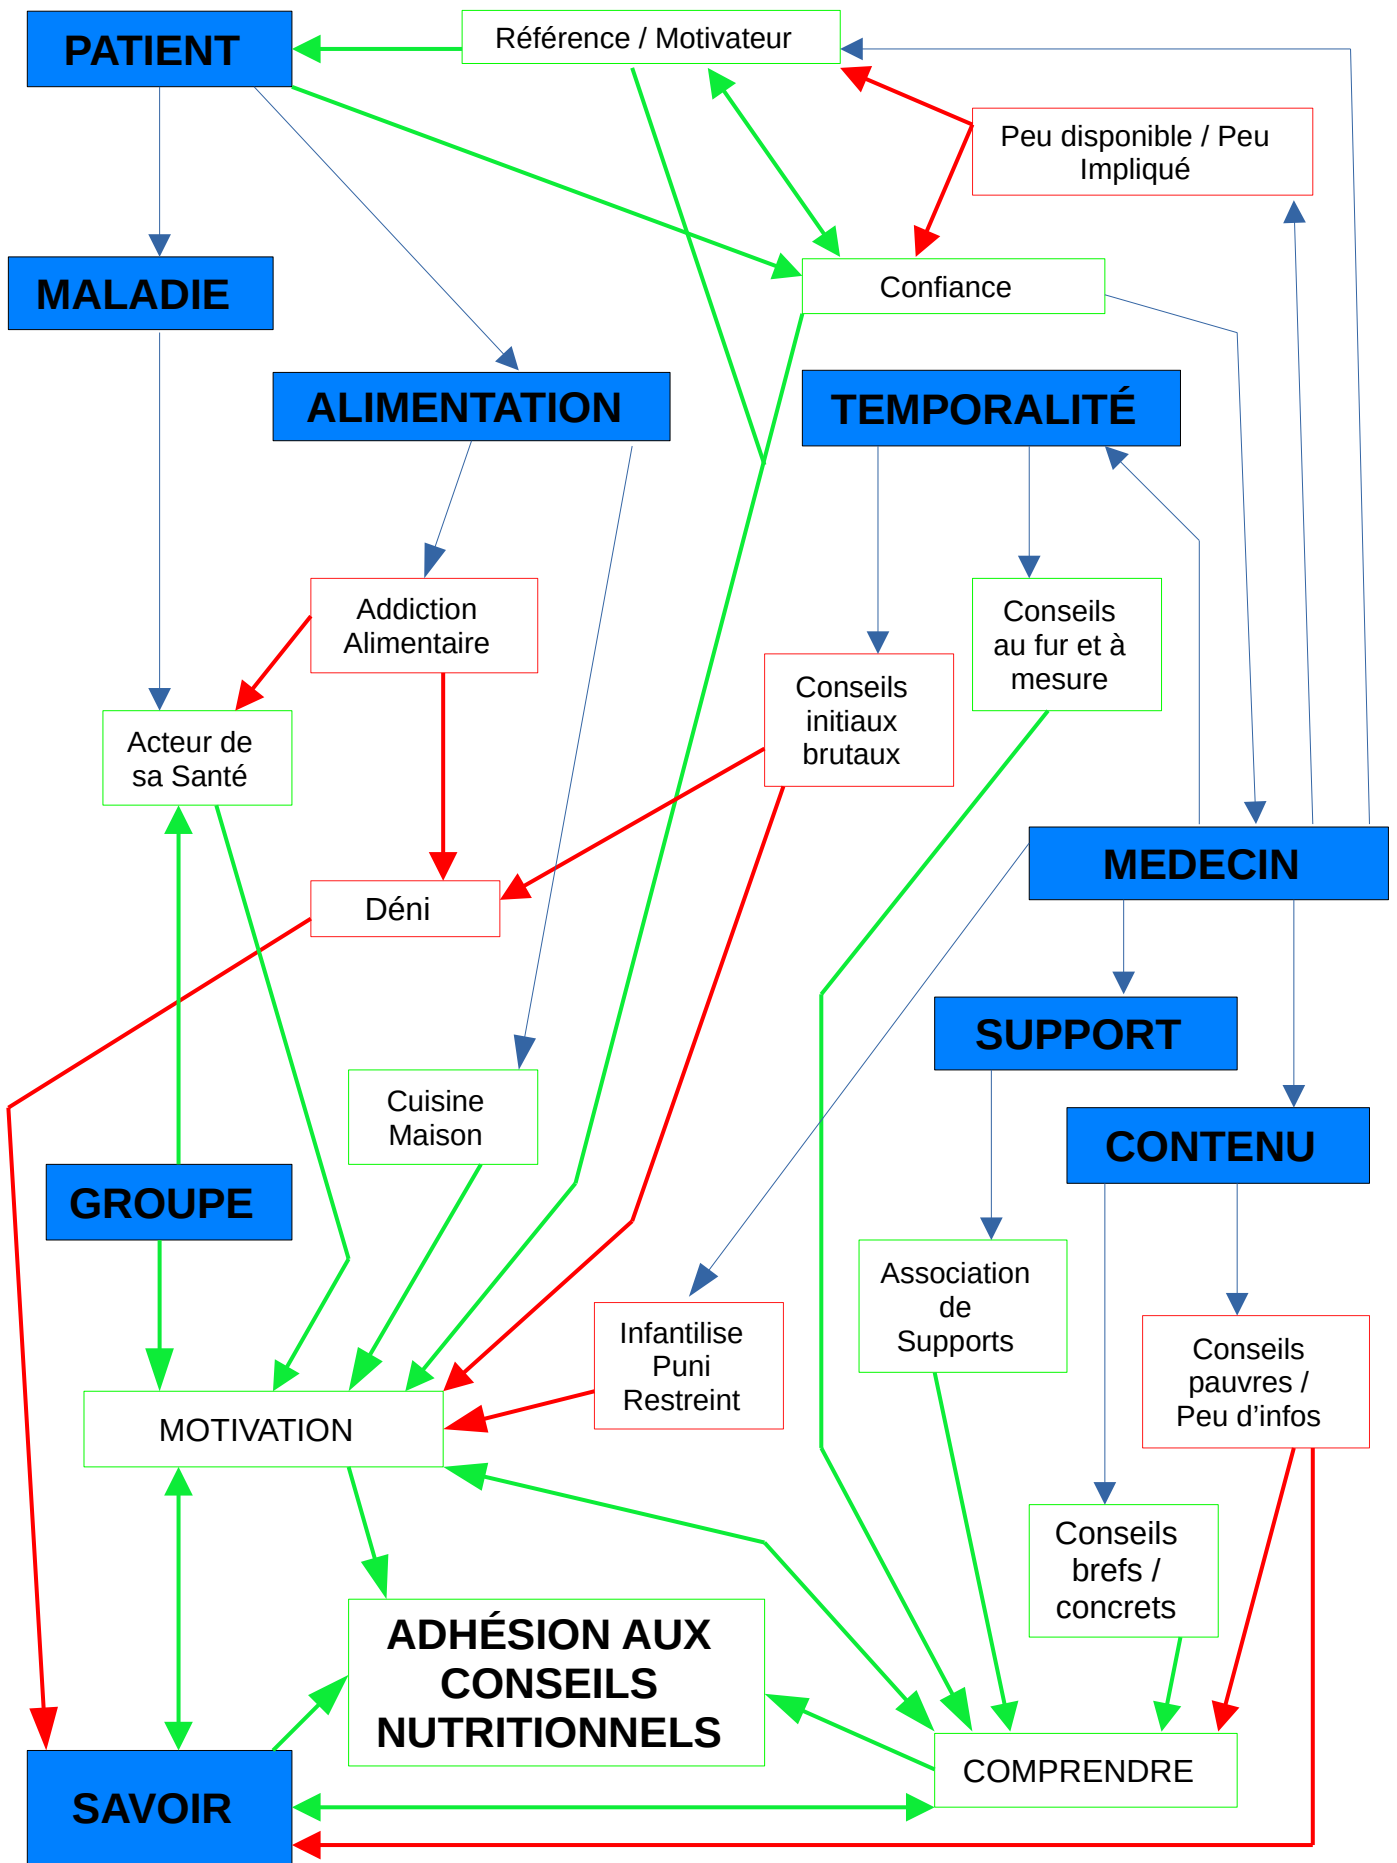 PATIENT
Référence / Motivateur
Peu disponible / Peu
Impliqué
MALADIE
Confiance
ALIMENTATION
TEMPORALITÉ
Addiction
Alimentaire
Conseils
au fur et à
mesure
Conseils
initiaux
brutaux
Acteur de
sa Santé
MEDECIN
Déni
SUPPORT
Cuisine
Maison
CONTENU
GROUPE
Association
de
Supports
Infantilise
Puni
Restreint
Conseils
pauvres /
Peu d’infos
MOTIVATION
Conseils
brefs /
concrets
ADHÉSION AUX
CONSEILS
NUTRITIONNELS
COMPRENDRE
SAVOIR